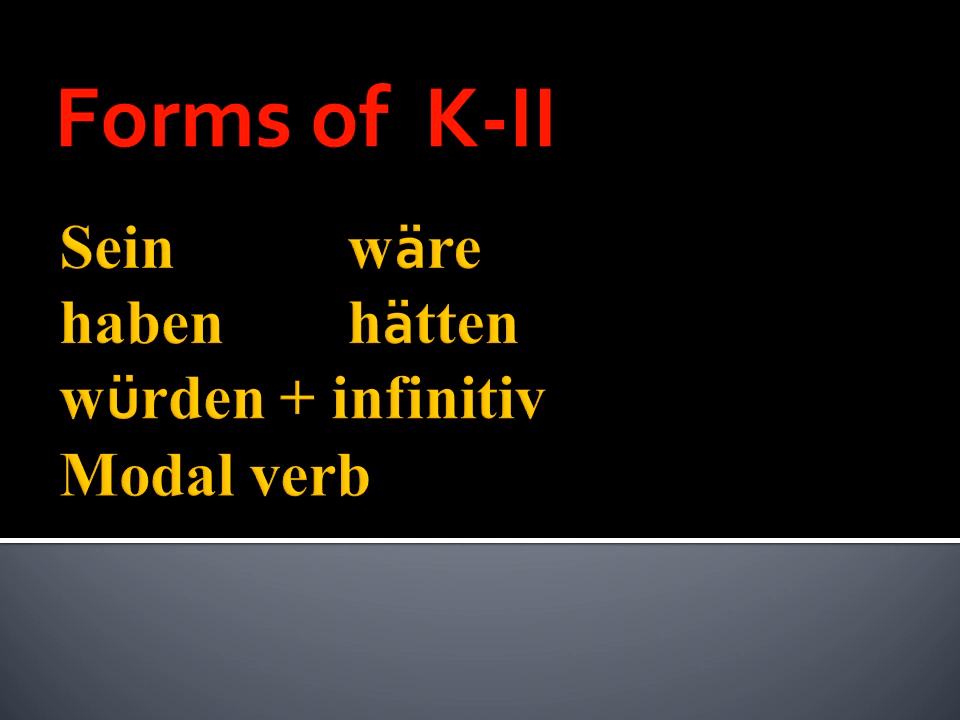 Forms of K-II
Sein wäre
haben hätten
würden + infinitiv
Modal verb